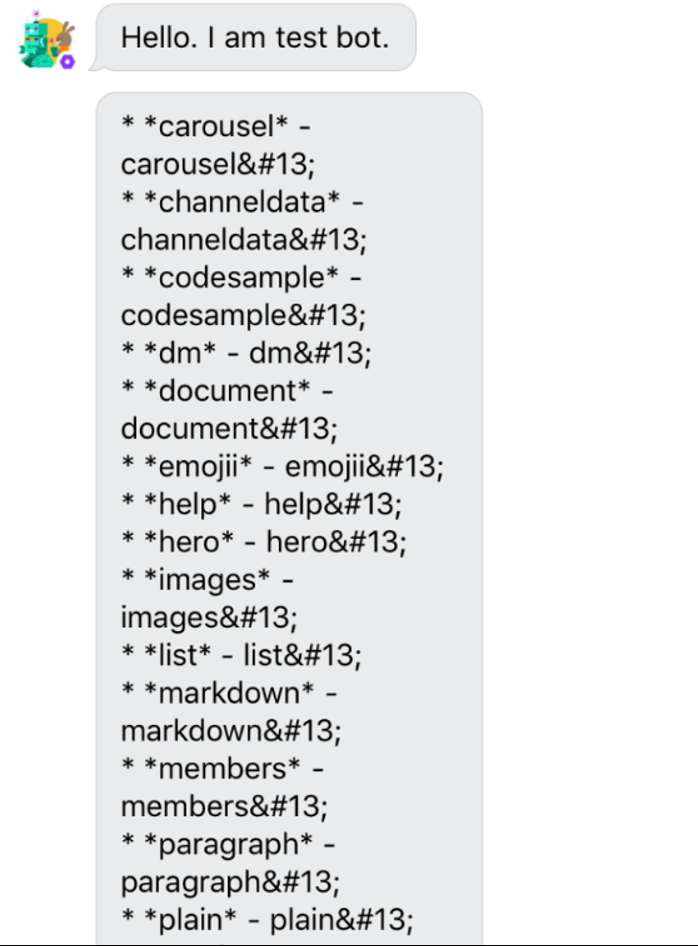 Hello. I am test bot.
* *carousel* -
carousel&#13;
* *channeldata* -
channeldata&#13;
* *codesample* -
codesample&#13;
* *dm* - dm&#13;
* *document* -
document&#13;
* *emojii* - emojii&#13;
* *help* - help&#13;
* *hero* - hero&#13;
* *images* -
images&#13;
* *list* - list&#13;
* *markdown* -
markdown&#13;
* *members* -
members&#13;
* *paragraph* -
paragraph&#13;
* *plain* - plain&#13;